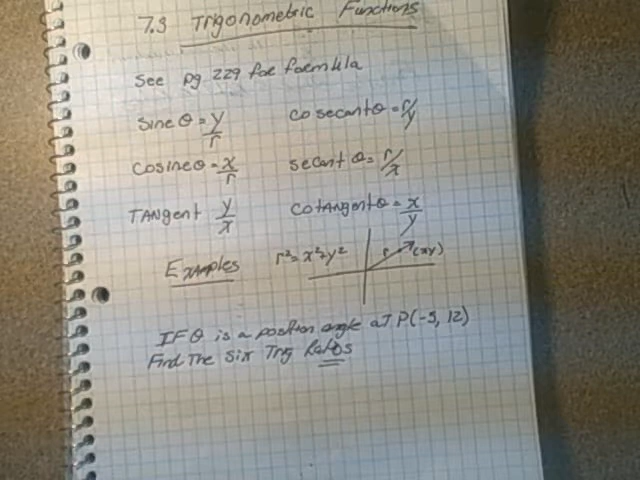 7.3 Trigonometric Functions
See pg 229 for formula
sine θ = y/r cosecant θ = r/y
cosine θ = x/r secant θ = r/x
TANgent y/x cotangent θ = x/y
Examples r² = x² + y² r (xy)
IF θ is a position angle at P(-5, 12)
Find The Six Trig Ratios